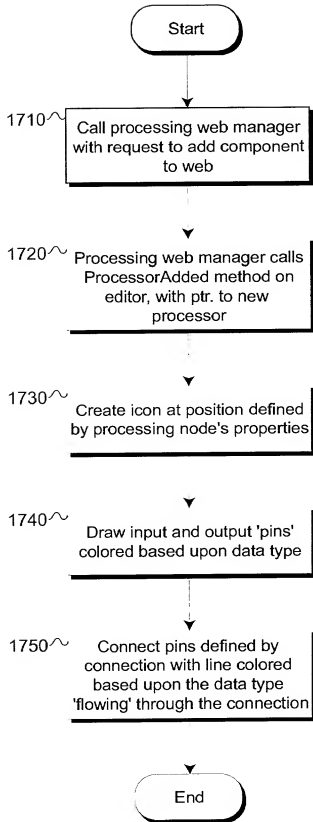 Start
1710
Call processing web manager
with request to add component
to web
1720
Processing web manager calls
ProcessorAdded method on
editor, with ptr. to new
processor
1730
Create icon at position defined
by processing node's properties
1740
Draw input and output 'pins'
colored based upon data type
1750
Connect pins defined by
connection with line colored
based upon the data type
'flowing' through the connection
End